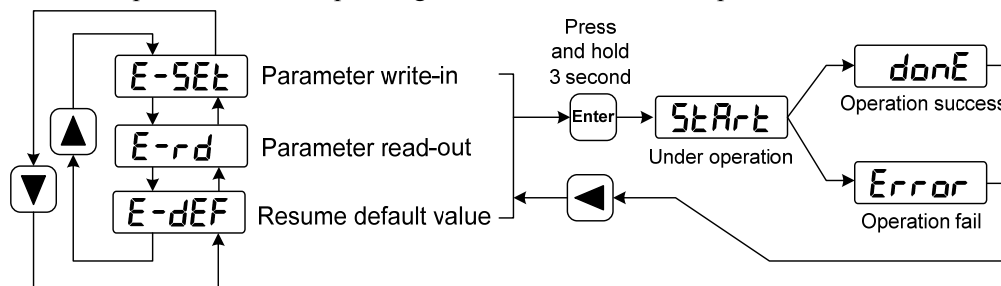 Press
and hold
3 second
E-SEt
Parameter write-in
Enter
StArt
Under operation
donE
Operation success
E-rd
Parameter read-out
Error
Operation fail
E-dEF
Resume default value